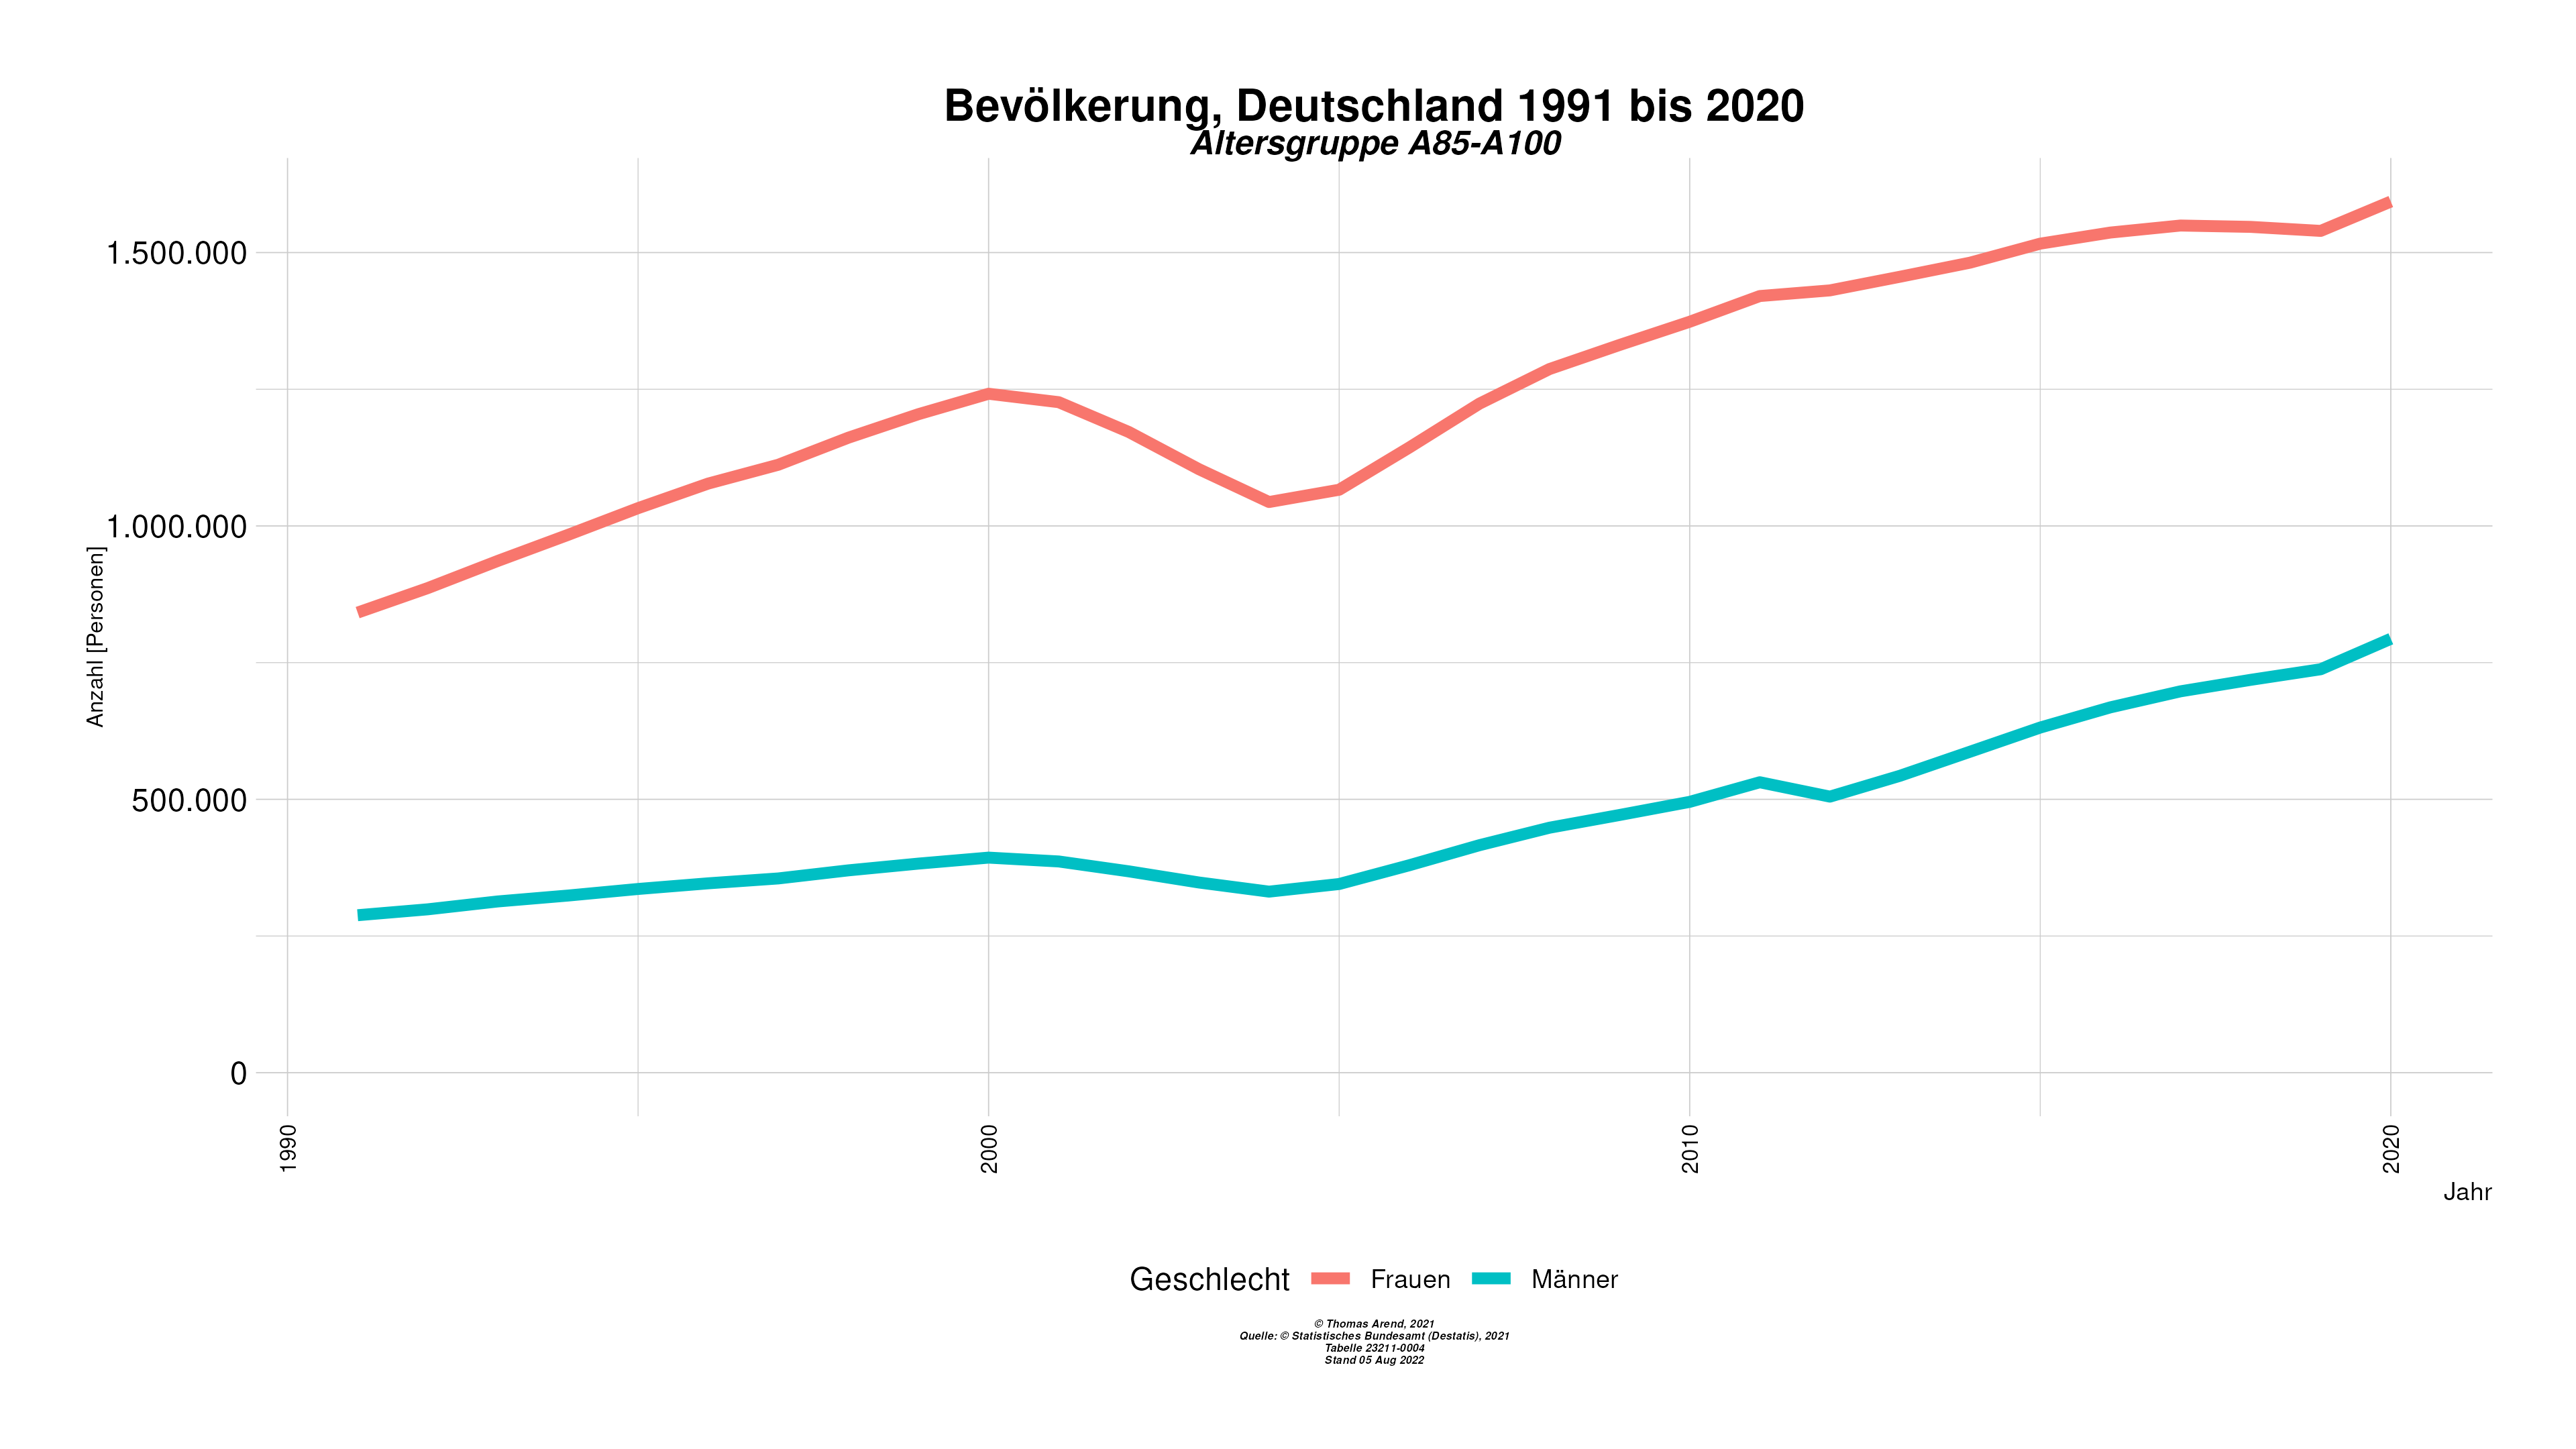 Bevölkerung, Deutschland 1991 bis 2020
Altersgruppe A85-A100
1.500.000
1.000.000
500.000
0
Anzahl [Personen]
1990
2000
2010
2020
Jahr
Geschlecht Frauen Männer
© Thomas Arend, 2021
Quelle: © Statistisches Bundesamt (Destatis), 2021
Tabelle 23211-0004
Stand 05 Aug 2022